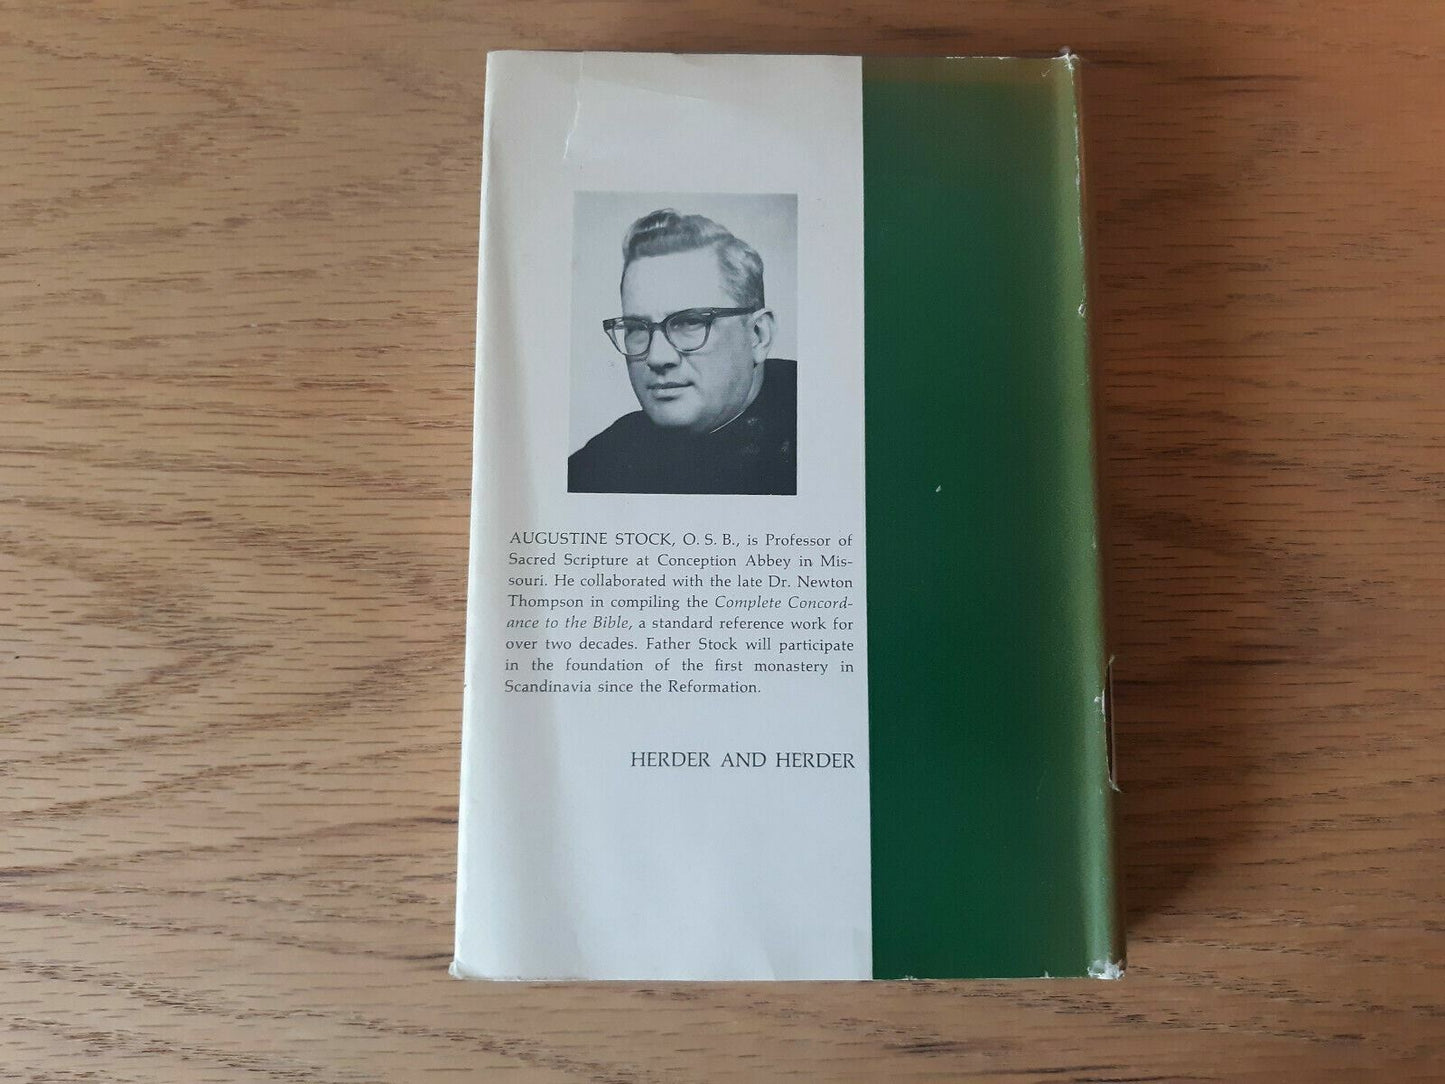 AUGUSTINE STOCK, O. S. B., is Professor of
Sacred Scripture at Conception Abbey in Mis-
souri. He collaborated with the late Dr. Newton
Thompson in compiling the Complete Concord-
ance to the Bible, a standard reference work for
over two decades. Father Stock will participate
in the foundation of the first monastery in
Scandinavia since the Reformation.
HERDER AND HERDER